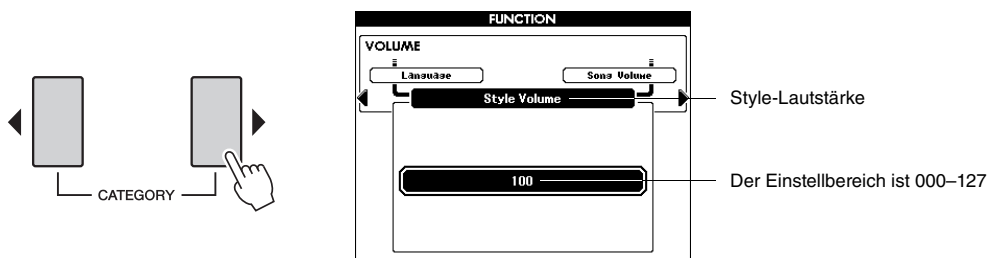 FUNCTION
VOLUME
Language
Song Volume
Style Volume
Style-Lautstärke
100
Der Einstellbereich ist 000–127
CATEGORY